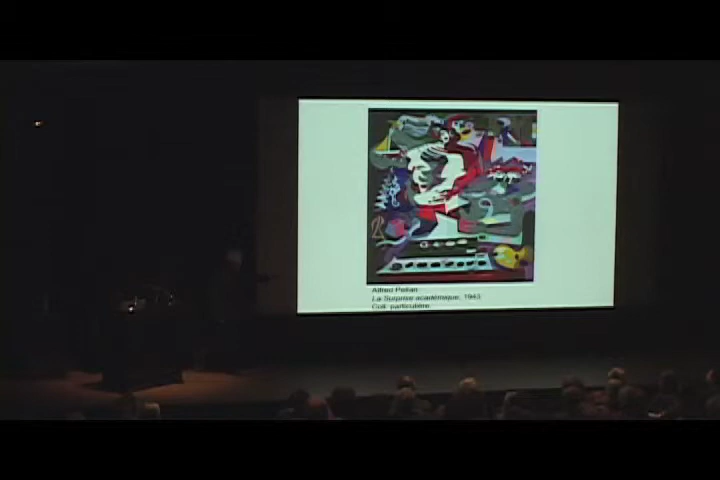 Alfred Pellan
La Surprise académique, 1943
Coll. particulière